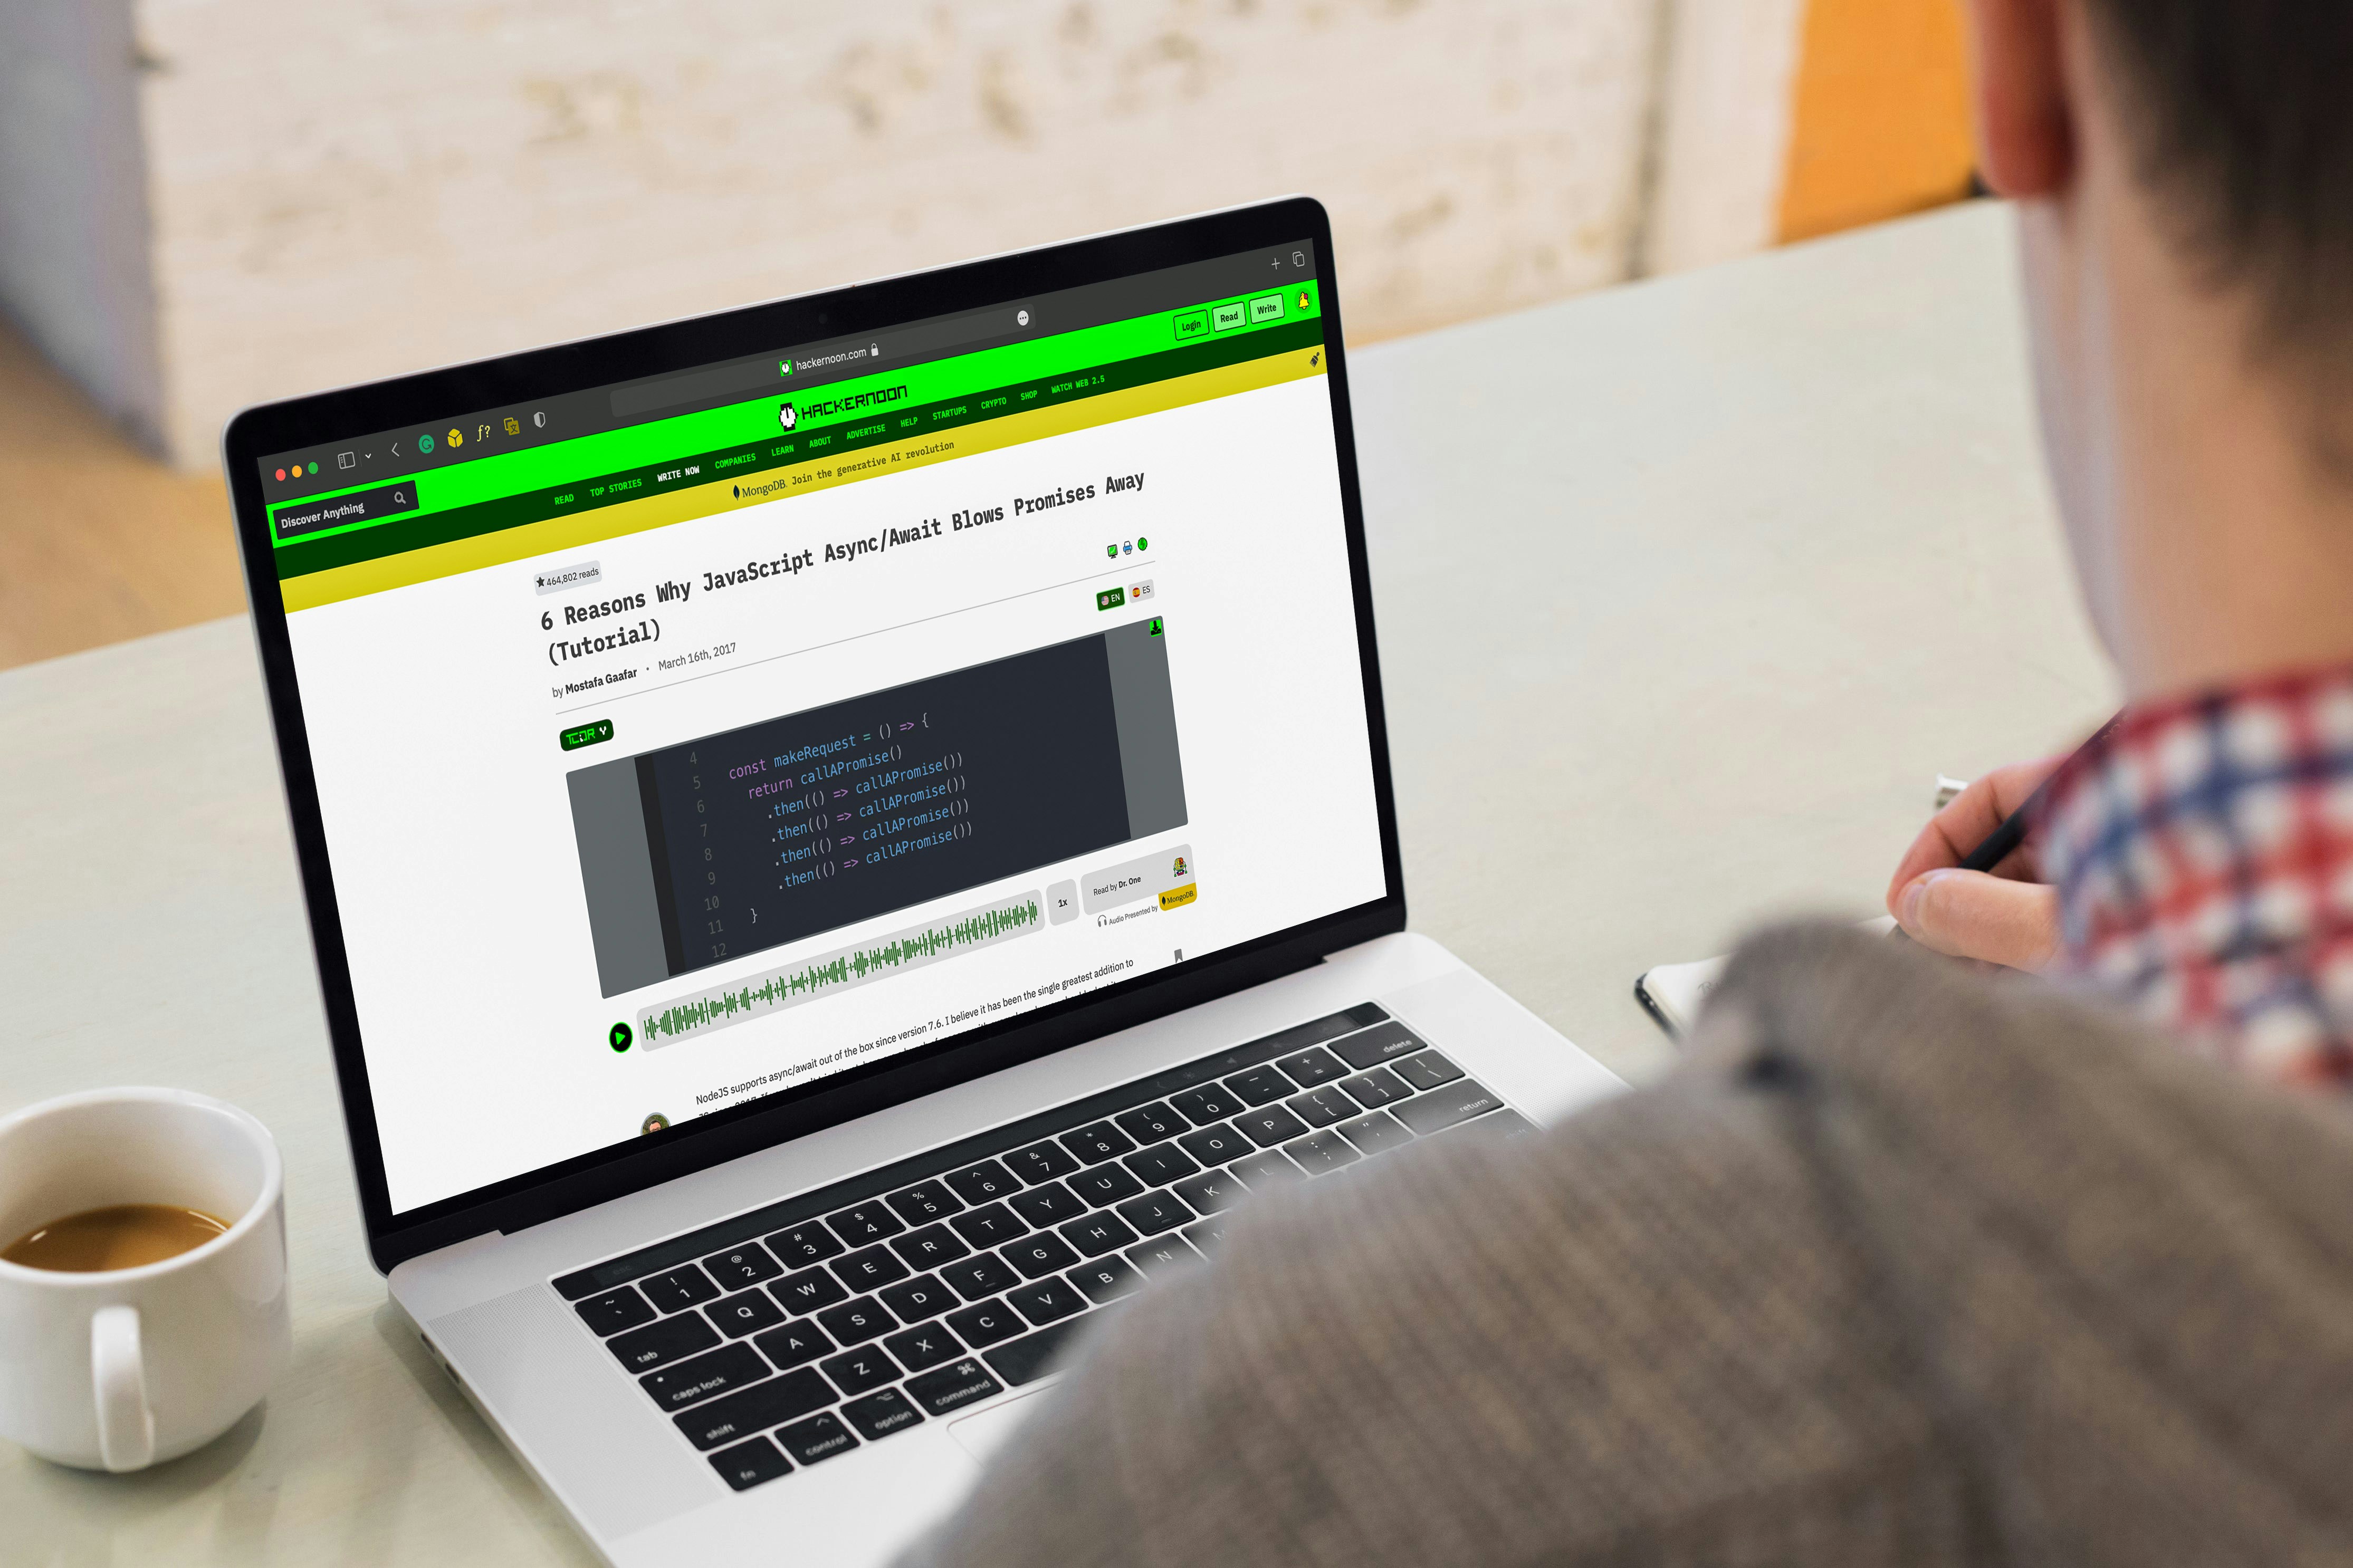 hackernoon.com
Discover Anything
HACKERNOON
Login
Read
Write
READ TOP STORIES WRITE NOW COMPANIES LEARN ABOUT ADVERTISE HELP STARTUPS CRYPTO SHOP WATCH WEB 2.5
MongoDB. Join the generative AI revolution
464,802 reads
6 Reasons Why JavaScript Async/Await Blows Promises Away
(Tutorial)
by Mostafa Gaafar • March 16th, 2017
EN
ES
TL;DR
4
5 const makeRequest = () => {
6 return callAPromise()
7 .then(() => callAPromise())
8 .then(() => callAPromise())
9 .then(() => callAPromise())
10 .then(() => callAPromise())
11 }
12
1x
Read by Dr. One
Audio Presented by MongoDB
NodeJS supports async/await out of the box since version 7.6. I believe it has been the single greatest addition to
~ ` ! 1 @ 2 # 3 $ 4 % 5 ^ 6 & 7 * 8 ( 9 ) 0 _ - + = delete
tab Q W E R T Y U I O P { [ } ] | \
caps lock A S D F G H J K L : ; " ' return
shift Z X C V B N
fn control option command